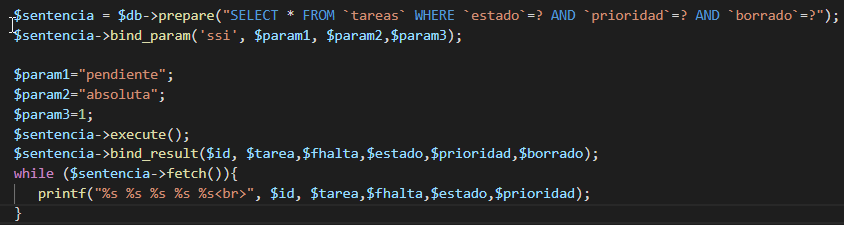 $sentencia = $db->prepare("SELECT * FROM `tareas` WHERE `estado`=? AND `prioridad`=? AND `borrado`=?");
$sentencia->bind_param('ssi', $param1, $param2,$param3);
$param1="pendiente";
$param2="absoluta";
$param3=1;
$sentencia->execute();
$sentencia->bind_result($id, $tarea,$fhalta,$estado,$prioridad,$borrado);
while ($sentencia->fetch()){
printf("%s %s %s %s %s<br>", $id, $tarea,$fhalta,$estado,$prioridad);
}